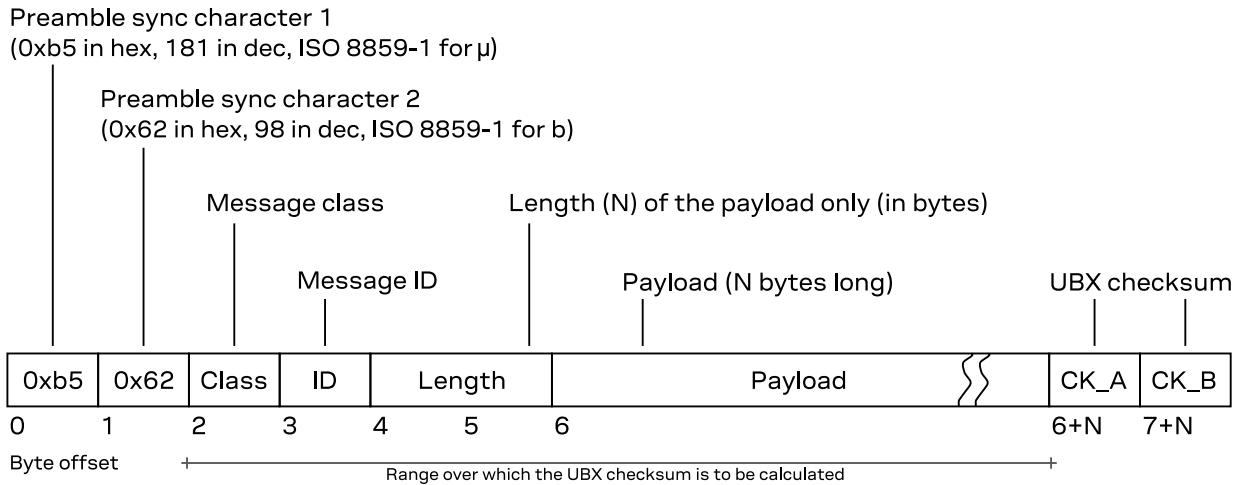 Preamble sync character 1
(0xb5 in hex, 181 in dec, ISO 8859-1 for μ)
Preamble sync character 2
(0x62 in hex, 98 in dec, ISO 8859-1 for b)
Message class
Length (N) of the payload only (in bytes)
Message ID
Payload (N bytes long)
UBX checksum
0xb5 0x62 Class ID Length Payload CK_A CK_B
0 1 2 3 4 5 6 6+N 7+N
Byte offset
Range over which the UBX checksum is to be calculated